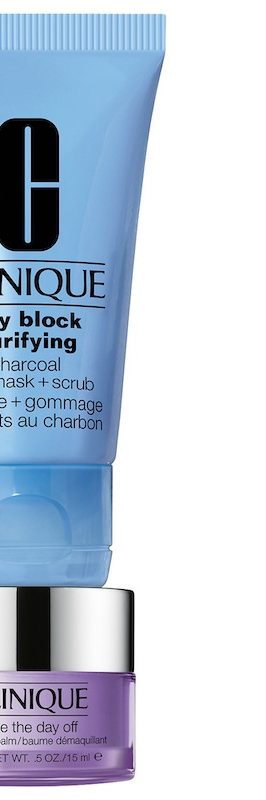 C
NIQUE
y block
urifying
harcoal
mask + scrub
e + gommage
ts au charbon
INIQUE
e the day off
balm/baume démaquillant
ET WT. .5 OZ./15 ml e